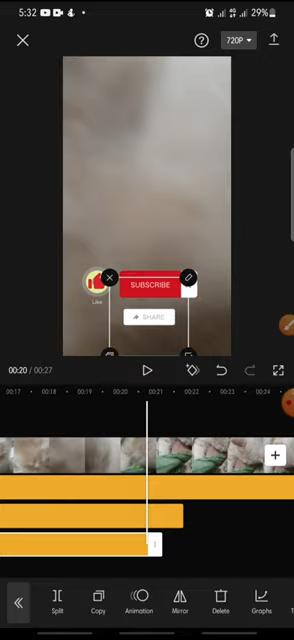 5:32 29%
720P
SUBSCRIBE
Like
SHARE
00:20 / 00:27
00:17 00:18 00:19 00:20 00:21 00:22 00:23 00:24
Split Copy Animation Mirror Delete Graphs